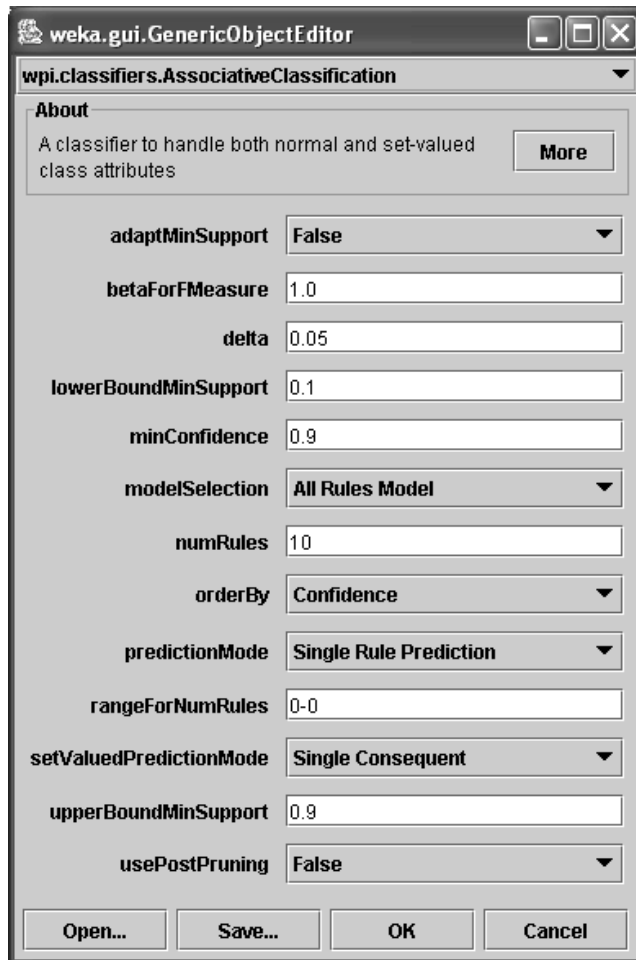 weka.gui.GenericObjectEditor
wpi.classifiers.AssociativeClassification
About
A classifier to handle both normal and set-valued
class attributes
More
adaptMinSupport False
betaForFMeasure 1.0
delta 0.05
lowerBoundMinSupport 0.1
minConfidence 0.9
modelSelection All Rules Model
numRules 10
orderBy Confidence
predictionMode Single Rule Prediction
rangeForNumRules 0-0
setValuedPredictionMode Single Consequent
upperBoundMinSupport 0.9
usePostPruning False
Open... Save... OK Cancel